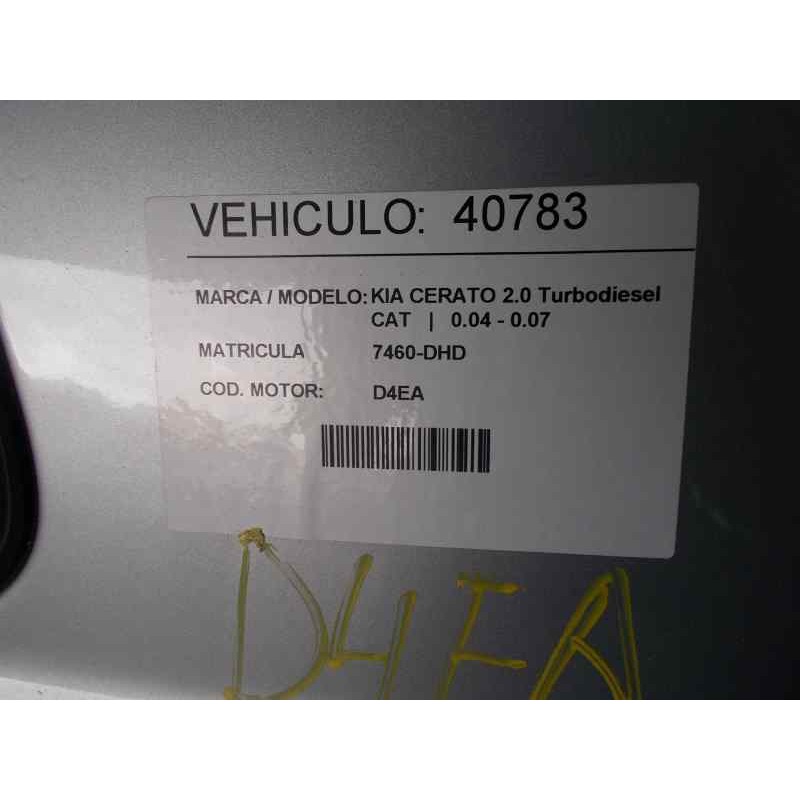 VEHICULO: 40783
MARCA / MODELO: KIA CERATO 2.0 Turbodiesel
CAT | 0.04 - 0.07
MATRICULA 7460-DHD
COD. MOTOR: D4EA
D4EA